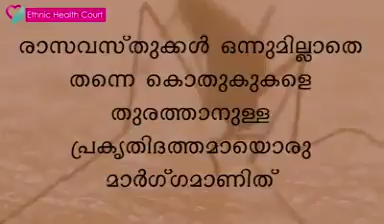 Ethnic Health Court
രാസവസ്തുക്കൾ ഒന്നുമില്ലാതെ
തന്നെ കൊതുകുകളെ
തുരത്താനുള്ള
പ്രകൃതിദത്തമായൊരു
മാർഗ്ഗമാണിത്